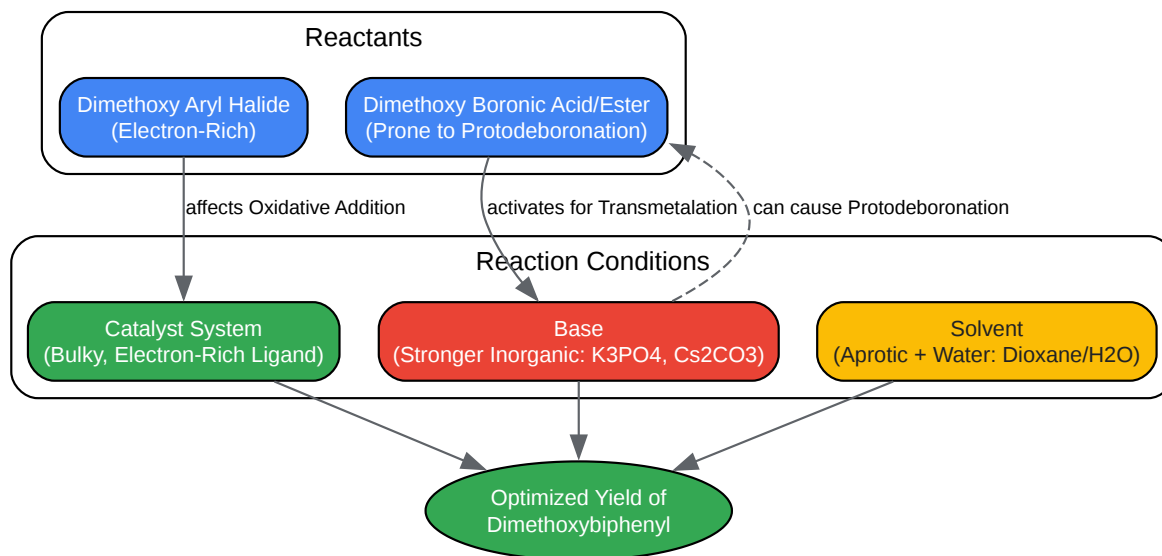 Reactants
Dimethoxy Aryl Halide
(Electron-Rich)
Dimethoxy Boronic Acid/Ester
(Prone to Protodeboronation)
affects Oxidative Addition
activates for Transmetalation
can cause Protodeboronation
Reaction Conditions
Catalyst System
(Bulky, Electron-Rich Ligand)
Base
(Stronger Inorganic: K3PO4, Cs2CO3)
Solvent
(Aprotic + Water: Dioxane/H2O)
Optimized Yield of
Dimethoxybiphenyl